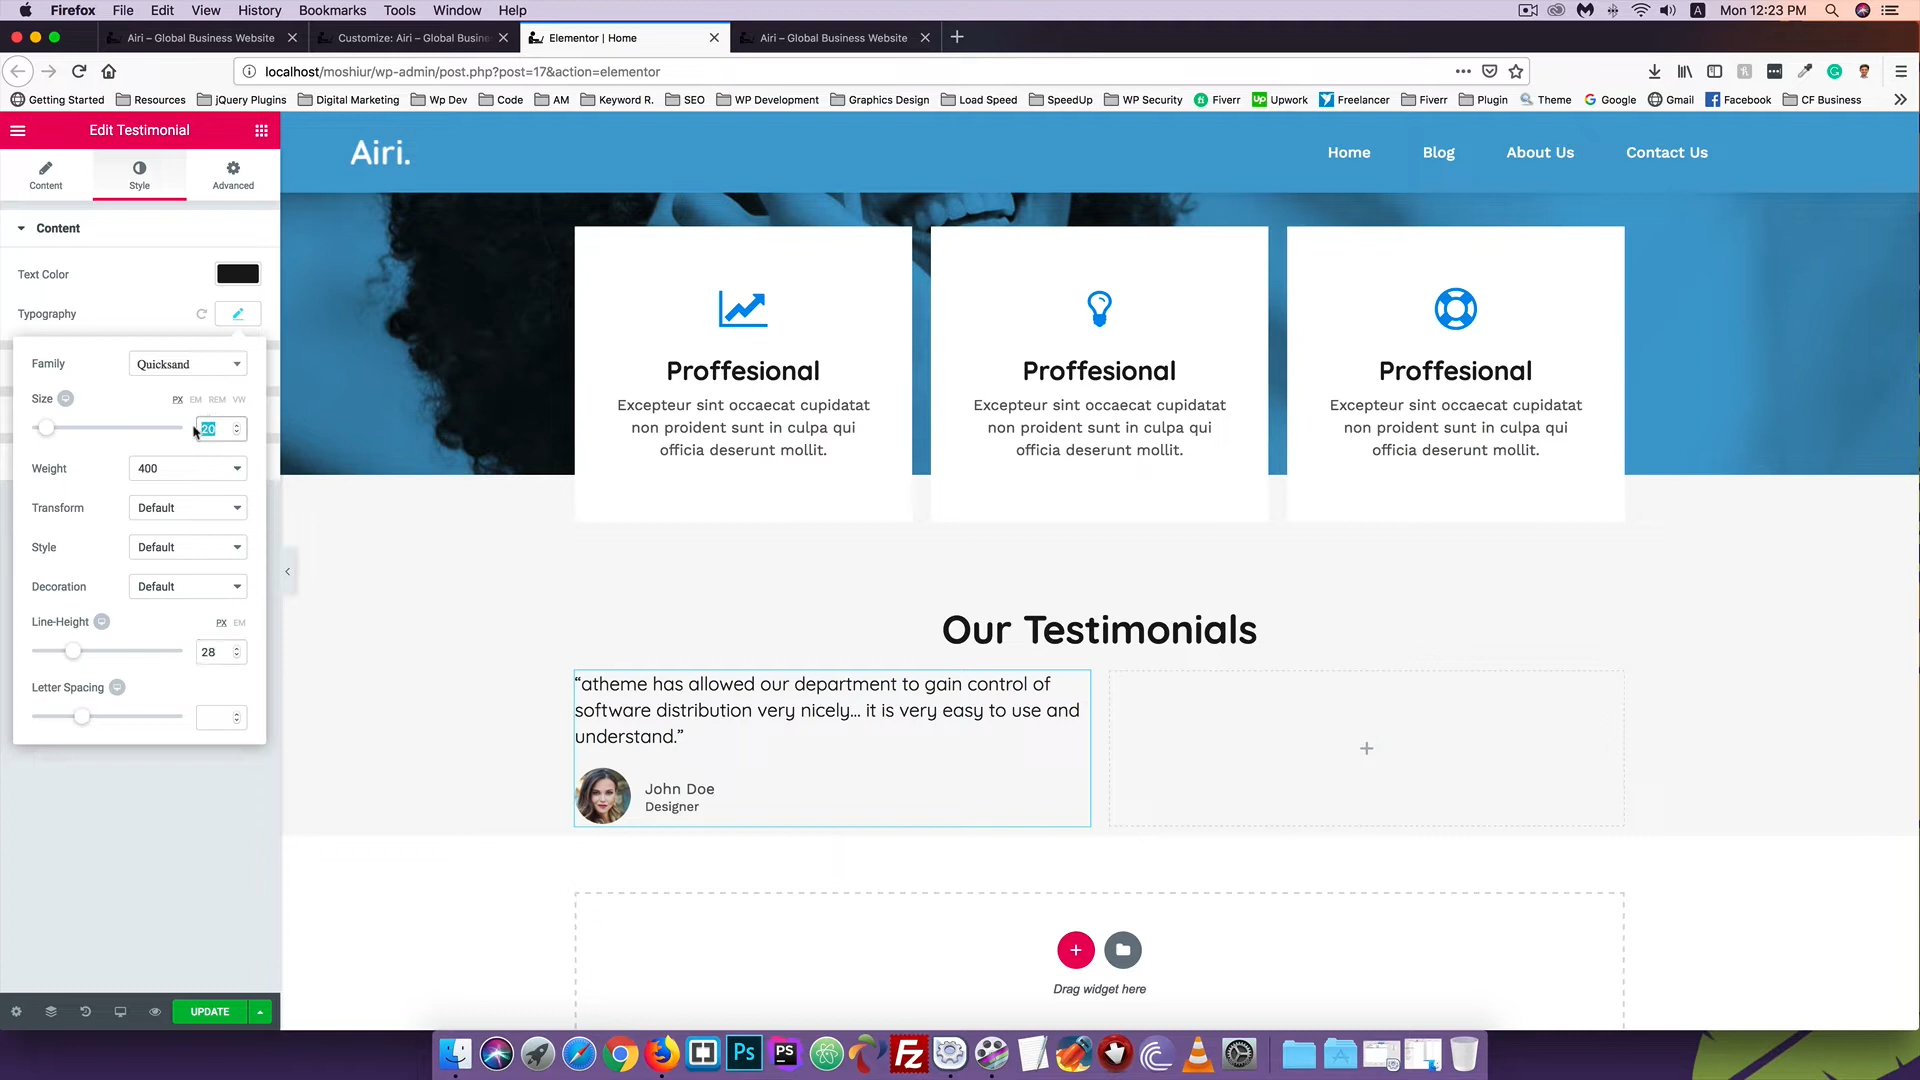 Firefox File Edit View History Bookmarks Tools Window Help
A Mon 12:23 PM
Airi – Global Business Website
Customize: Airi – Global Busine
Elementor | Home
Airi – Global Business Website
localhost/moshiur/wp-admin/post.php?post=17&action=elementor
Getting Started Resources jQuery Plugins Digital Marketing Wp Dev Code AM Keyword R. SEO WP Development Graphics Design Load Speed SpeedUp WP Security Fiverr Upwork Freelancer Fiverr Plugin Theme Google Gmail Facebook CF Business
Edit Testimonial
Content Style Advanced
Content
Text Color
Typography
Family Quicksand
Size PX EM REM VW
20
Weight 400
Transform Default
Style Default
Decoration Default
Line-Height PX EM
28
Letter Spacing
UPDATE
Airi.
Home Blog About Us Contact Us
Proffesional
Excepteur sint occaecat cupidatat
non proident sunt in culpa qui
officia deserunt mollit.
Proffesional
Excepteur sint occaecat cupidatat
non proident sunt in culpa qui
officia deserunt mollit.
Proffesional
Excepteur sint occaecat cupidatat
non proident sunt in culpa qui
officia deserunt mollit.
Our Testimonials
“atheme has allowed our department to gain control of
software distribution very nicely... it is very easy to use and
understand.”
John Doe
Designer
Drag widget here
Ps
PS
FZ